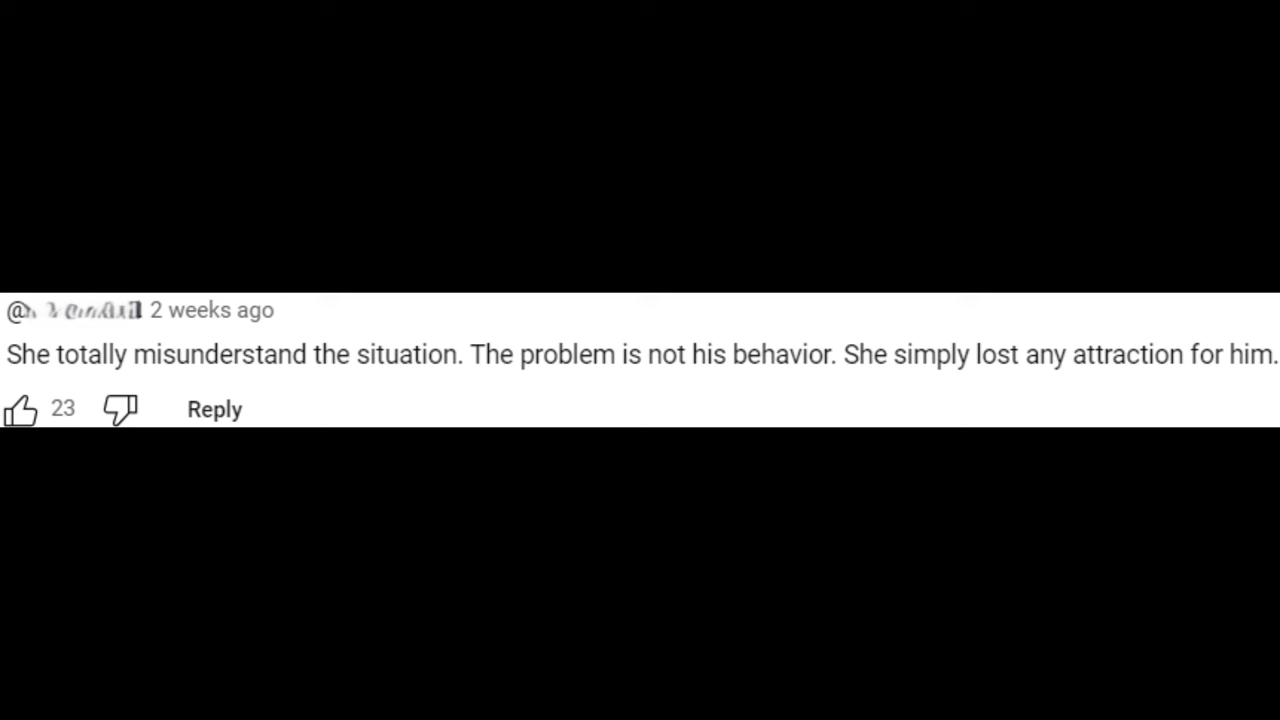 @ 2 weeks ago
She totally misunderstand the situation. The problem is not his behavior. She simply lost any attraction for him.
23 Reply